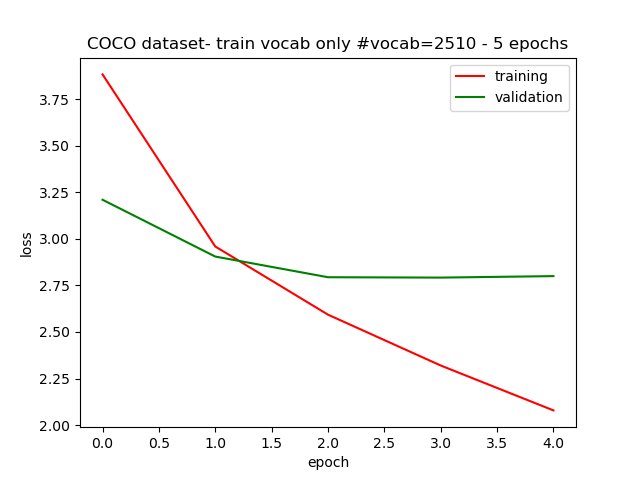 COCO dataset- train vocab only #vocab=2510 - 5 epochs
training
validation
3.75
3.50
3.25
3.00
2.75
2.50
2.25
2.00
loss
0.0 0.5 1.0 1.5 2.0 2.5 3.0 3.5 4.0
epoch